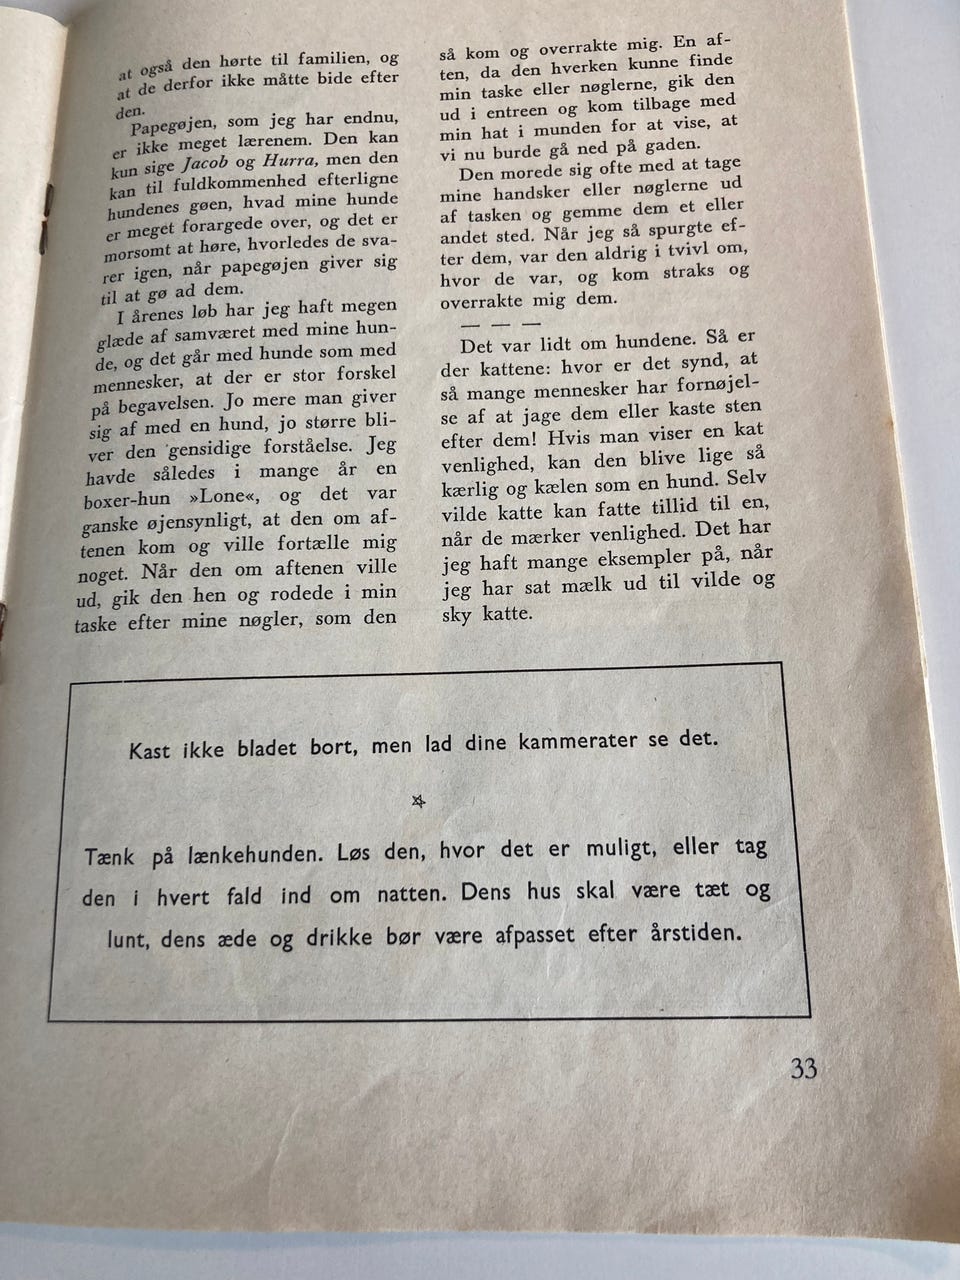 at også den hørte til familien, og
at de derfor ikke måtte bide efter
den.
Papegøjen, som jeg har endnu,
er ikke meget lærenem. Den kan
kun sige Jacob og Hurra, men den
kan til fuldkommenhed efterligne
hundenes gøen, hvad mine hunde
er meget forargede over, og det er
morsomt at høre, hvorledes de sva-
rer igen, når papegøjen giver sig
til at gø ad dem.
I årenes løb har jeg haft megen
glæde af samværet med mine hun-
de, og det går med hunde som med
mennesker, at der er stor forskel
på begavelsen. Jo mere man giver
sig af med en hund, jo større bli-
ver den gensidige forståelse. Jeg
havde således i mange år en
boxer-hun »Lone«, og det var
ganske øjensynligt, at den om af-
tenen kom og ville fortælle mig
noget. Når den om aftenen ville
ud, gik den hen og rodede i min
taske efter mine nøgler, som den
så kom og overrakte mig. En af-
ten, da den hverken kunne finde
min taske eller nøglerne, gik den
ud i entreen og kom tilbage med
min hat i munden for at vise, at
vi nu burde gå ned på gaden.
Den morede sig ofte med at tage
mine handsker eller nøglerne ud
af tasken og gemme dem et eller
andet sted. Når jeg så spurgte ef-
ter dem, var den aldrig i tvivl om,
hvor de var, og kom straks og
overrakte mig dem.
— — —
Det var lidt om hundene. Så er
der kattene: hvor er det synd, at
så mange mennesker har fornøjel-
se af at jage dem eller kaste sten
efter dem! Hvis man viser en kat
venlighed, kan den blive lige så
kærlig og kælen som en hund. Selv
vilde katte kan fatte tillid til en,
når de mærker venlighed. Det har
jeg haft mange eksempler på, når
jeg har sat mælk ud til vilde og
sky katte.
Kast ikke bladet bort, men lad dine kammerater se det.
Tænk på lænkehunden. Løs den, hvor det er muligt, eller tag
den i hvert fald ind om natten. Dens hus skal være tæt og
lunt, dens æde og drikke bør være afpasset efter årstiden.
33